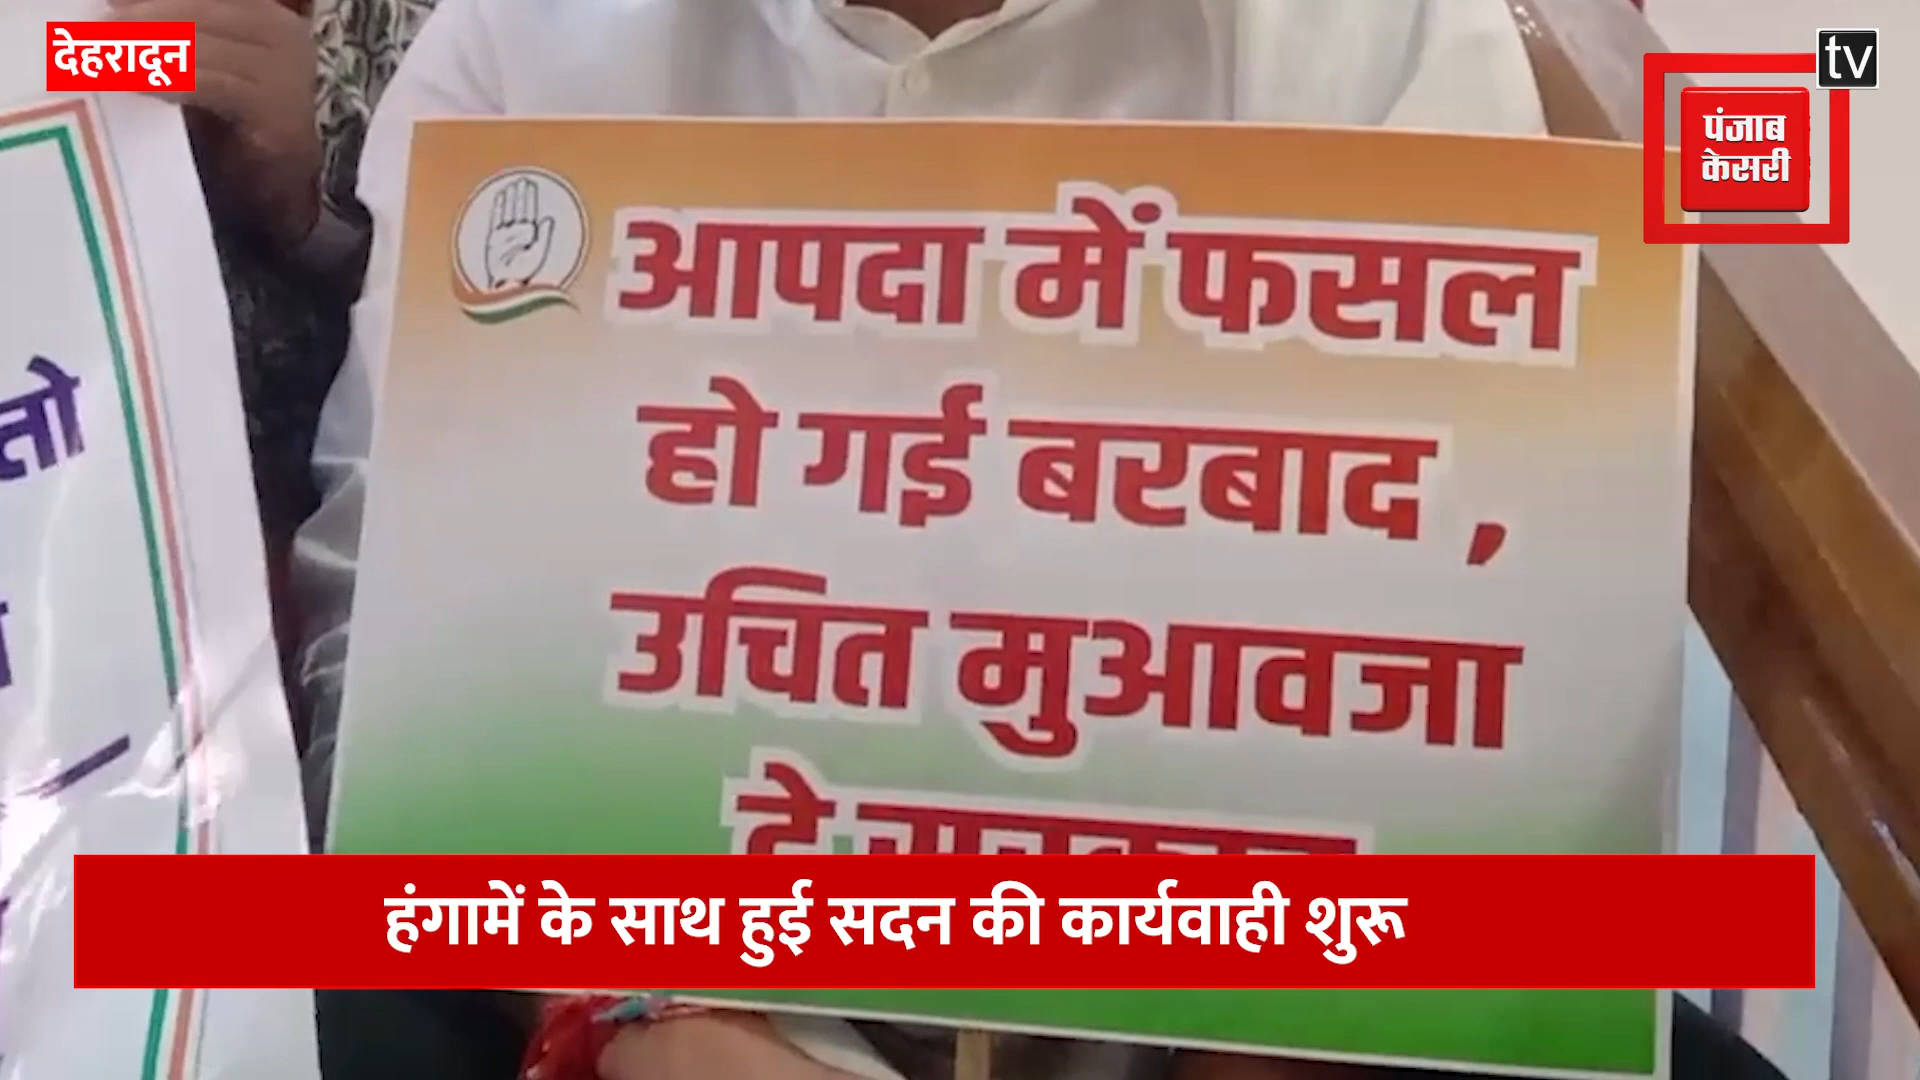 देहरादून
tv
पंजाब
केसरी
आपदा में फसल
हो गई बरबाद ,
उचित मुआवजा
तो
हंगामें के साथ हुई सदन की कार्यवाही शुरू